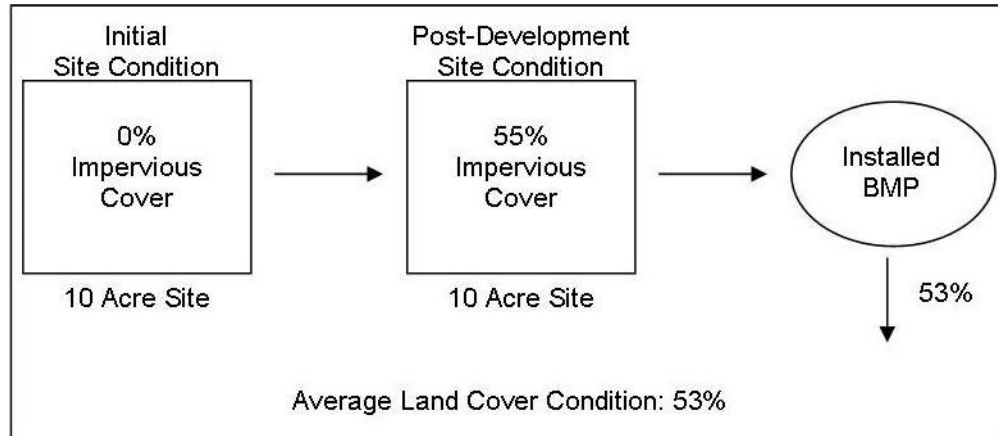 Initial
Site Condition
0%
Impervious
Cover
10 Acre Site
Post-Development
Site Condition
55%
Impervious
Cover
10 Acre Site
Installed
BMP
53%
Average Land Cover Condition: 53%